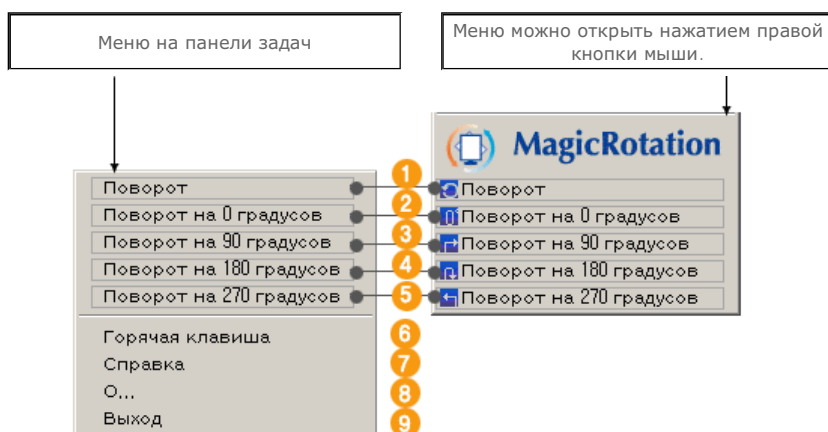 Меню на панели задач
Меню можно открыть нажатием правой
кнопки мыши.
MagicRotation
Поворот
1
Поворот
Поворот на 0 градусов
2
Поворот на 0 градусов
Поворот на 90 градусов
3
Поворот на 90 градусов
Поворот на 180 градусов
4
Поворот на 180 градусов
Поворот на 270 градусов
5
Поворот на 270 градусов
Горячая клавиша
6
Справка
7
О...
8
Выход
9